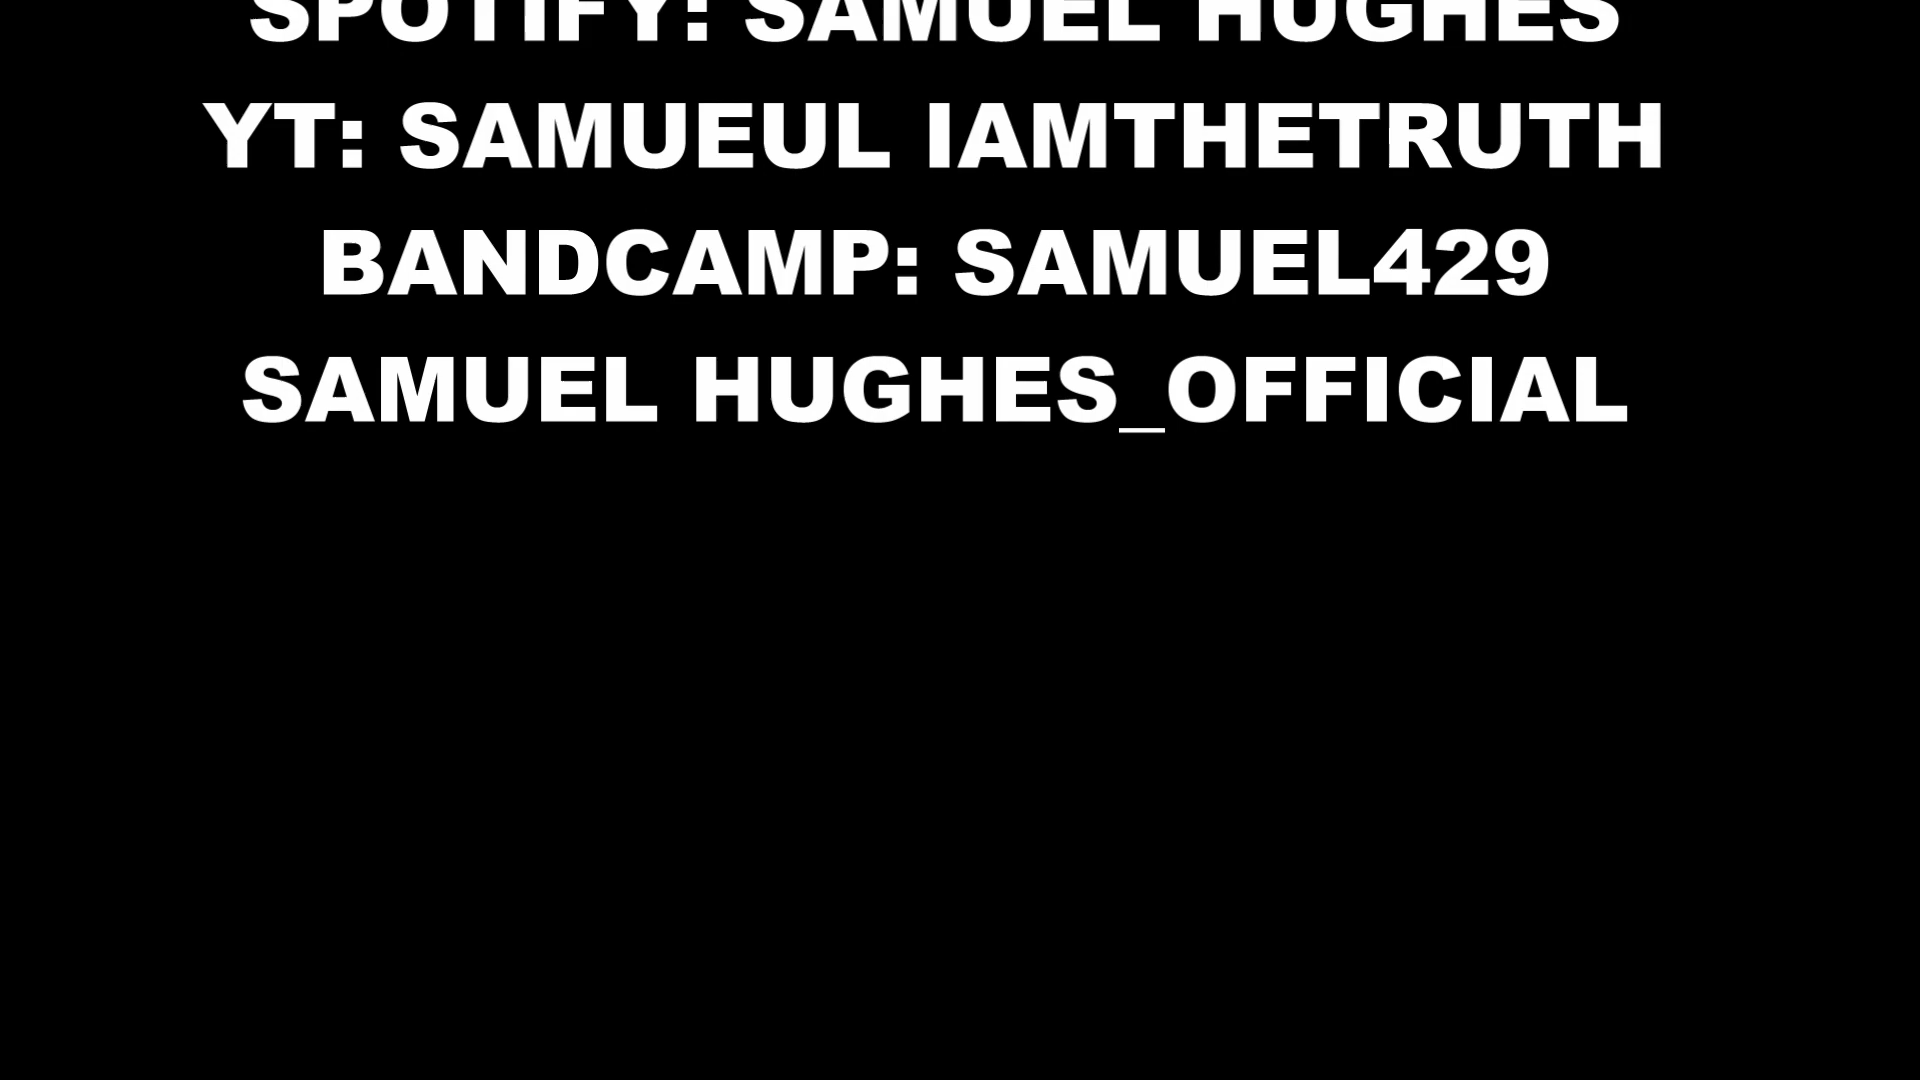 SPOTIFY: SAMUEL HUGHES
YT: SAMUEUL IAMTHETRUTH
BANDCAMP: SAMUEL429
SAMUEL HUGHES_OFFICIAL